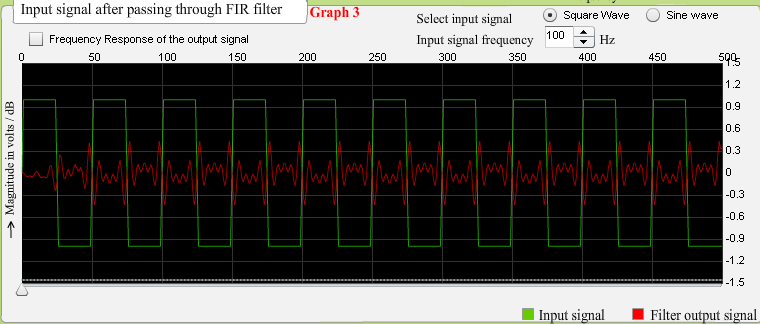 Input signal after passing through FIR filter
Graph 3
Select input signal
Square Wave
Sine wave
Frequency Response of the output signal
Input signal frequency
100
Hz
0 50 100 150 200 250 300 350 400 450 500
1.5
1.2
0.9
0.6
0.3
0
-0.3
-0.6
-0.9
-1.2
-1.5
Magnitude in volts / dB
Input signal
Filter output signal